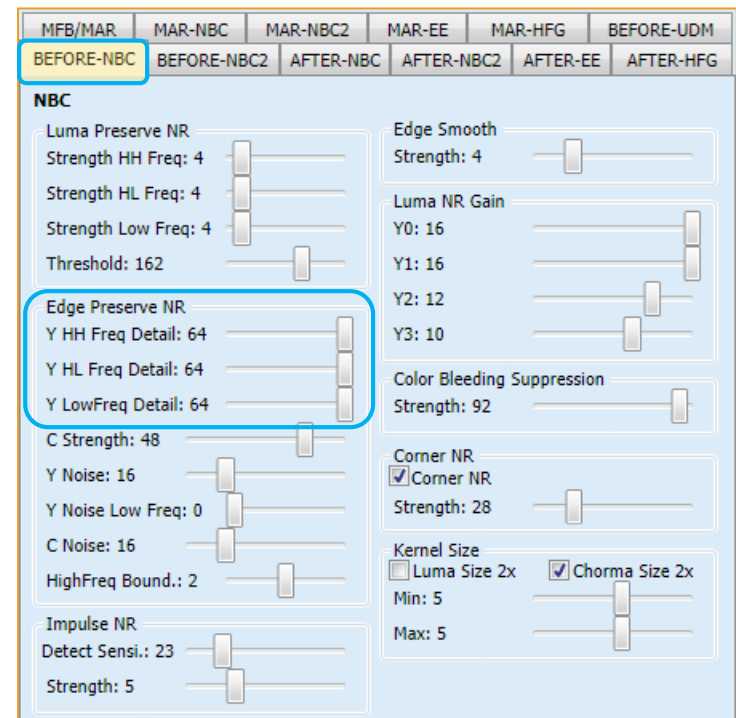 MFB/MAR
MAR-NBC
MAR-NBC2
MAR-EE
MAR-HFG
BEFORE-UDM
BEFORE-NBC
BEFORE-NBC2
AFTER-NBC
AFTER-NBC2
AFTER-EE
AFTER-HFG
NBC
Luma Preserve NR
Strength HH Freq: 4
Strength HL Freq: 4
Strength Low Freq: 4
Threshold: 162
Edge Preserve NR
Y HH Freq Detail: 64
Y HL Freq Detail: 64
Y LowFreq Detail: 64
C Strength: 48
Y Noise: 16
Y Noise Low Freq: 0
C Noise: 16
HighFreq Bound.: 2
Impulse NR
Detect Sensi.: 23
Strength: 5
Edge Smooth
Strength: 4
Luma NR Gain
Y0: 16
Y1: 16
Y2: 12
Y3: 10
Color Bleeding Suppression
Strength: 92
Corner NR
Corner NR
Strength: 28
Kernel Size
Luma Size 2x
Chorma Size 2x
Min: 5
Max: 5